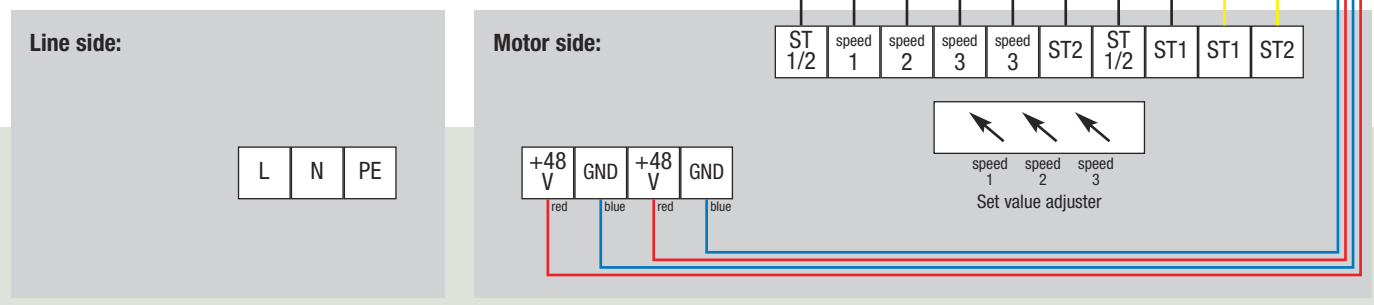 Line side:
L N PE
Motor side:
ST 1/2 speed 1 speed 2 speed 3 speed 3 ST2 ST 1/2 ST1 ST1 ST2
speed 1 speed 2 speed 3
Set value adjuster
+48 V GND +48 V GND
red blue red blue